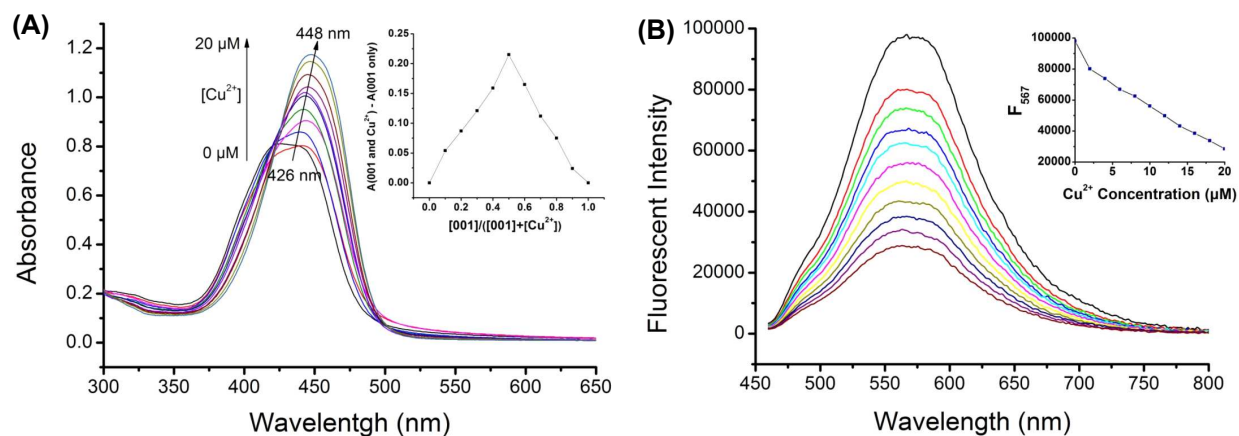 (A)
1.2
1.0
0.8
0.6
0.4
0.2
0.0
Absorbance
300 350 400 450 500 550 600 650
Wavelentgh (nm)
20 µM
[Cu²⁺]
0 µM
448 nm
426 nm
0.25
0.20
0.15
0.10
0.05
0.00
A(001 and Cu²⁺) - A(001 only)
0.0 0.2 0.4 0.6 0.8 1.0
[001]/([001]+[Cu²⁺])
(B)
100000
80000
60000
40000
20000
0
Fluorescent Intensity
450 500 550 600 650 700 750 800
Wavelength (nm)
100000
80000
60000
40000
20000
F₅₆₇
0 5 10 15 20
Cu²⁺ Concentration (µM)